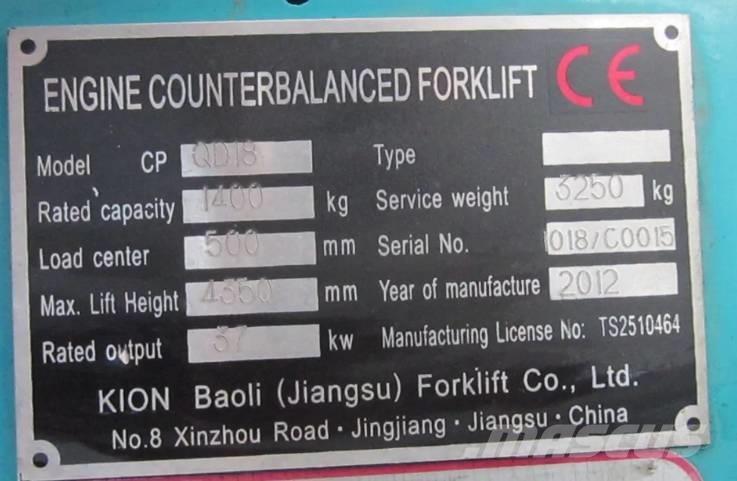 ENGINE COUNTERBALANCED FORKLIFT CE
Model CP QD18 Type
Rated capacity 1400 kg Service weight 3250 kg
Load center 500 mm Serial No. 018/C0015
Max. Lift Height 4350 mm Year of manufacture 2012
Rated output 37 kw Manufacturing License No: TS2510464
KION Baoli (Jiangsu) Forklift Co., Ltd.
No.8 Xinzhou Road · Jingjiang · Jiangsu · China
mascus